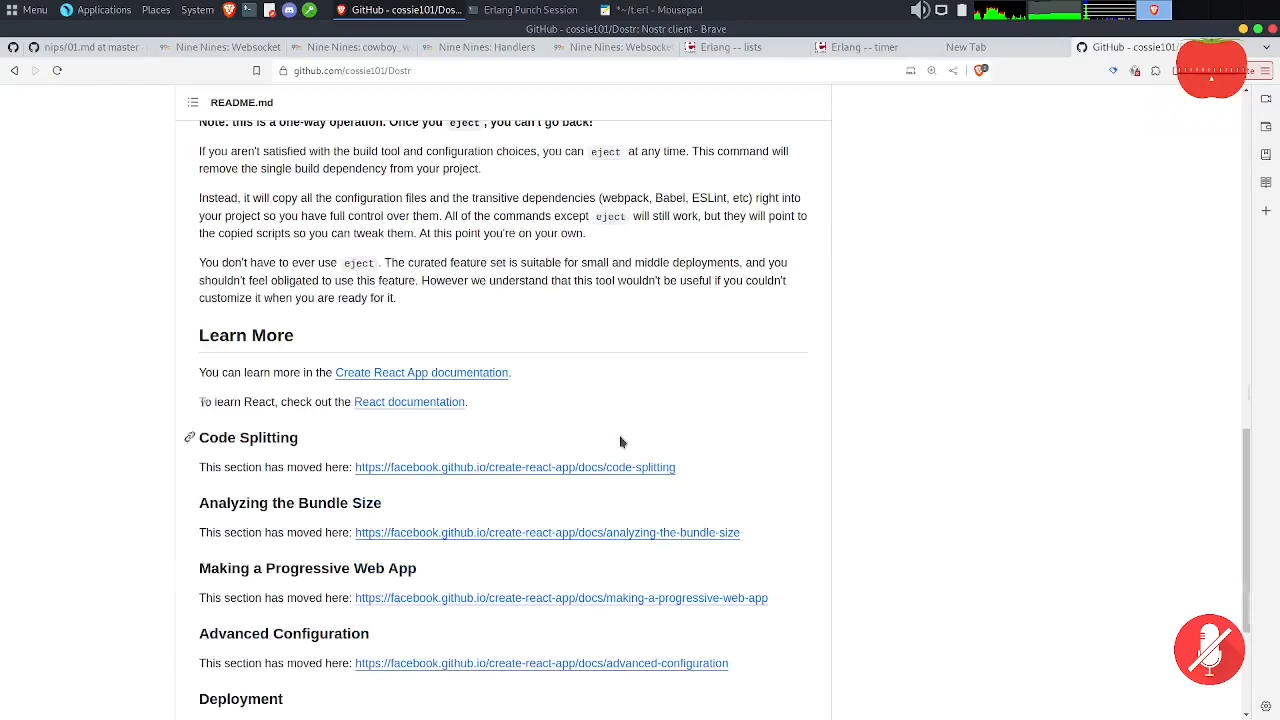 Menu Applications Places System GitHub - cossie101/Dos... Endian Punch Session *~/t.erl - Mousepad
GitHub - cossie101/Dostr: Nostr client - Brave
nips/01.md at master Nine Nines: Websocket Nine Nines: cowboy_w Nine Nines: Handlers Nine Nines: Websocket Erlang -- lists Erlang -- timer New Tab GitHub - cossie101/
github.com/cossie101/Dostr
README.md
Note: this is a one-way operation. Once you eject, you can't go back!
If you aren't satisfied with the build tool and configuration choices, you can eject at any time. This command will
remove the single build dependency from your project.
Instead, it will copy all the configuration files and the transitive dependencies (webpack, Babel, ESLint, etc) right into
your project so you have full control over them. All of the commands except eject will still work, but they will point to
the copied scripts so you can tweak them. At this point you're on your own.
You don't have to ever use eject. The curated feature set is suitable for small and middle deployments, and you
shouldn't feel obligated to use this feature. However we understand that this tool wouldn't be useful if you couldn't
customize it when you are ready for it.
Learn More
You can learn more in the Create React App documentation.
To learn React, check out the React documentation.
Code Splitting
This section has moved here: https://facebook.github.io/create-react-app/docs/code-splitting
Analyzing the Bundle Size
This section has moved here: https://facebook.github.io/create-react-app/docs/analyzing-the-bundle-size
Making a Progressive Web App
This section has moved here: https://facebook.github.io/create-react-app/docs/making-a-progressive-web-app
Advanced Configuration
This section has moved here: https://facebook.github.io/create-react-app/docs/advanced-configuration
Deployment